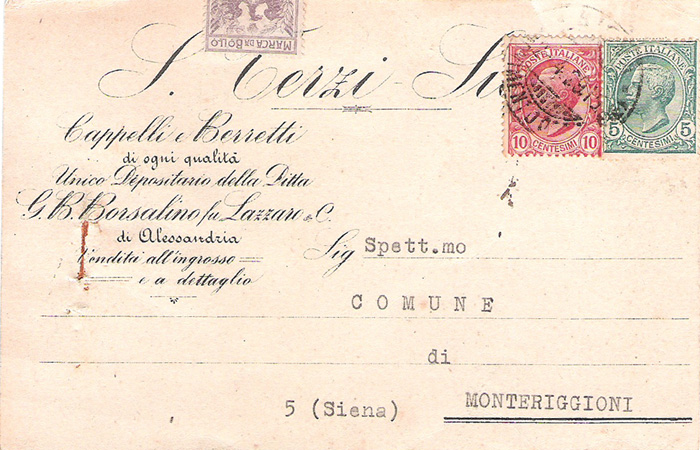 MARCA DA BOLLO
S. Terzi - Si
POSTE ITALIANE
10 CENTESIMI 10
POSTE ITALIANE
5 CENTESIMI 5
Cappelli e Berretti
di ogni qualità
Unico Depositario della Ditta
G. B. Borsalino fu Lazzaro & C.
di Alessandria
Vendita all'ingrosso
e a dettaglio
Sig Spett.mo
COMUNE
di
5 (Siena)
MONTERIGGIONI